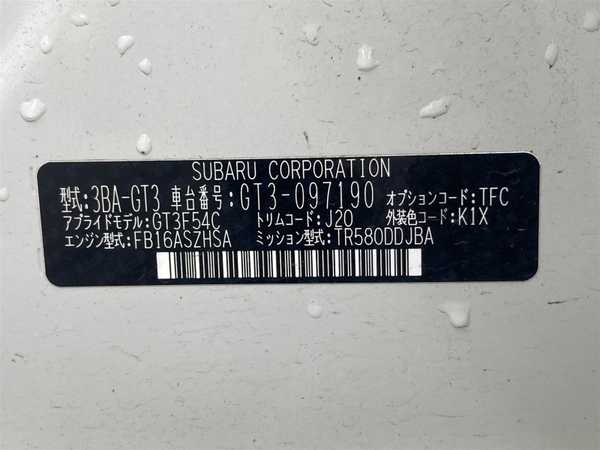 SUBARU CORPORATION
型式:3BA-GT3 車台番号:GT3-097190 オプションコード:TFC
アプライドモデル:GT3F54C トリムコード:J20 外装色コード:K1X
エンジン型式:FB16ASZHSA ミッション型式:TR580DDJBA